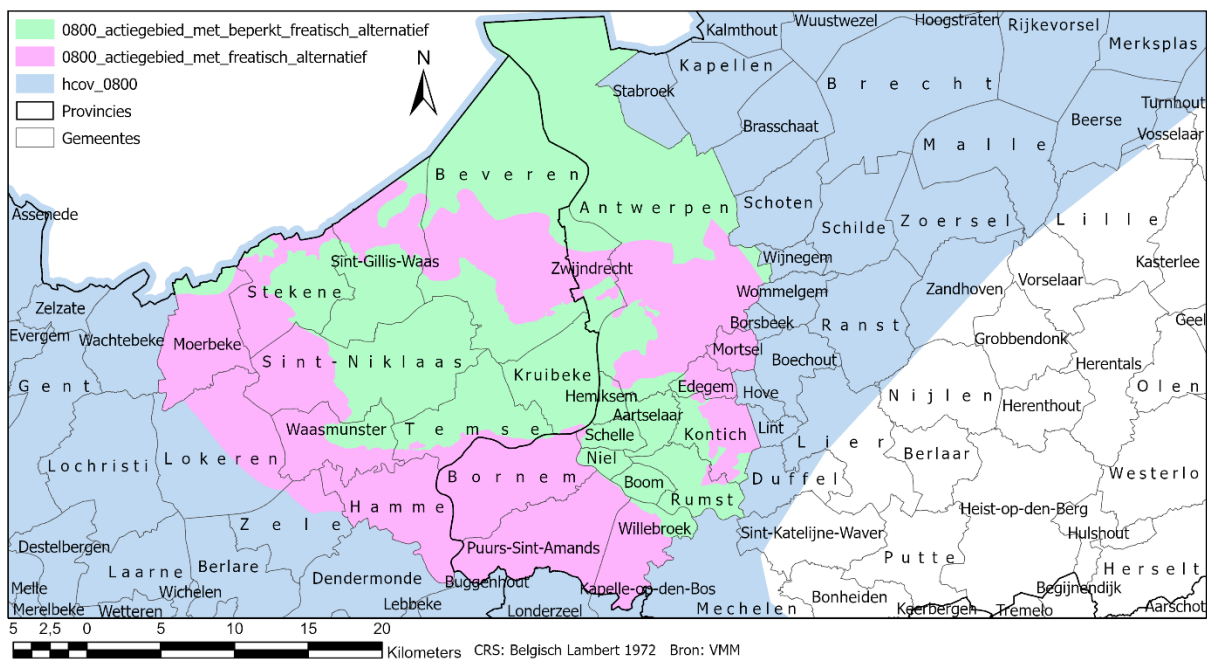 0800_actiegebied_met_beperkt_freatisch_alternatief
0800_actiegebied_met_freatisch_alternatief
hcov_0800
Provincies
Gemeentes
N
Kalmthout
Wuustwezel
Hoogstraten
Rijkevorsel
Merksplas
Kapellen
Stabroek
Brecht
Brasschaat
Turnhout
Beerse
Vosselaar
Malle
Beveren
Antwerpen
Schoten
Assenede
Schilde
Zoersel
Lille
Sint-Gillis-Waas
Zwijndrecht
Wijnegem
Kasterlee
Stekene
Wommelgem
Zandhoven
Vorselaar
Zelzate
Borsbeek
Ranst
Geel
Evergem
Wachtebeke
Moerbeke
Mortsel
Boechout
Grobbendonk
Sint-Niklaas
Herentals
Gent
Kruibeke
Edegem
Hove
Nijlen
Olen
Hemiksem
Herenthout
Aartselaar
Waasmunster
Temse
Schelle
Kontich
Lint
Lier
Niel
Berlaar
Lochristi
Lokeren
Bornem
Boom
Duffel
Westerlo
Hamme
Rumst
Heist-op-den-Berg
Zele
Willebroek
Sint-Katelijne-Waver
Hulshout
Destelbergen
Puurs-Sint-Amands
Putte
Laarne
Berlare
Dendermonde
Herselt
Melle
Wichelen
Buggenhout
Kapelle-op-den-Bos
Begijnendijk
Bonheiden
Merelbeke
Wetteren
Lebbeke
Londerzeel
Mechelen
Keerbergen
Tremelo
Aarschot
5 2,5 0 5 10 15 20
Kilometers CRS: Belgisch Lambert 1972 Bron: VMM